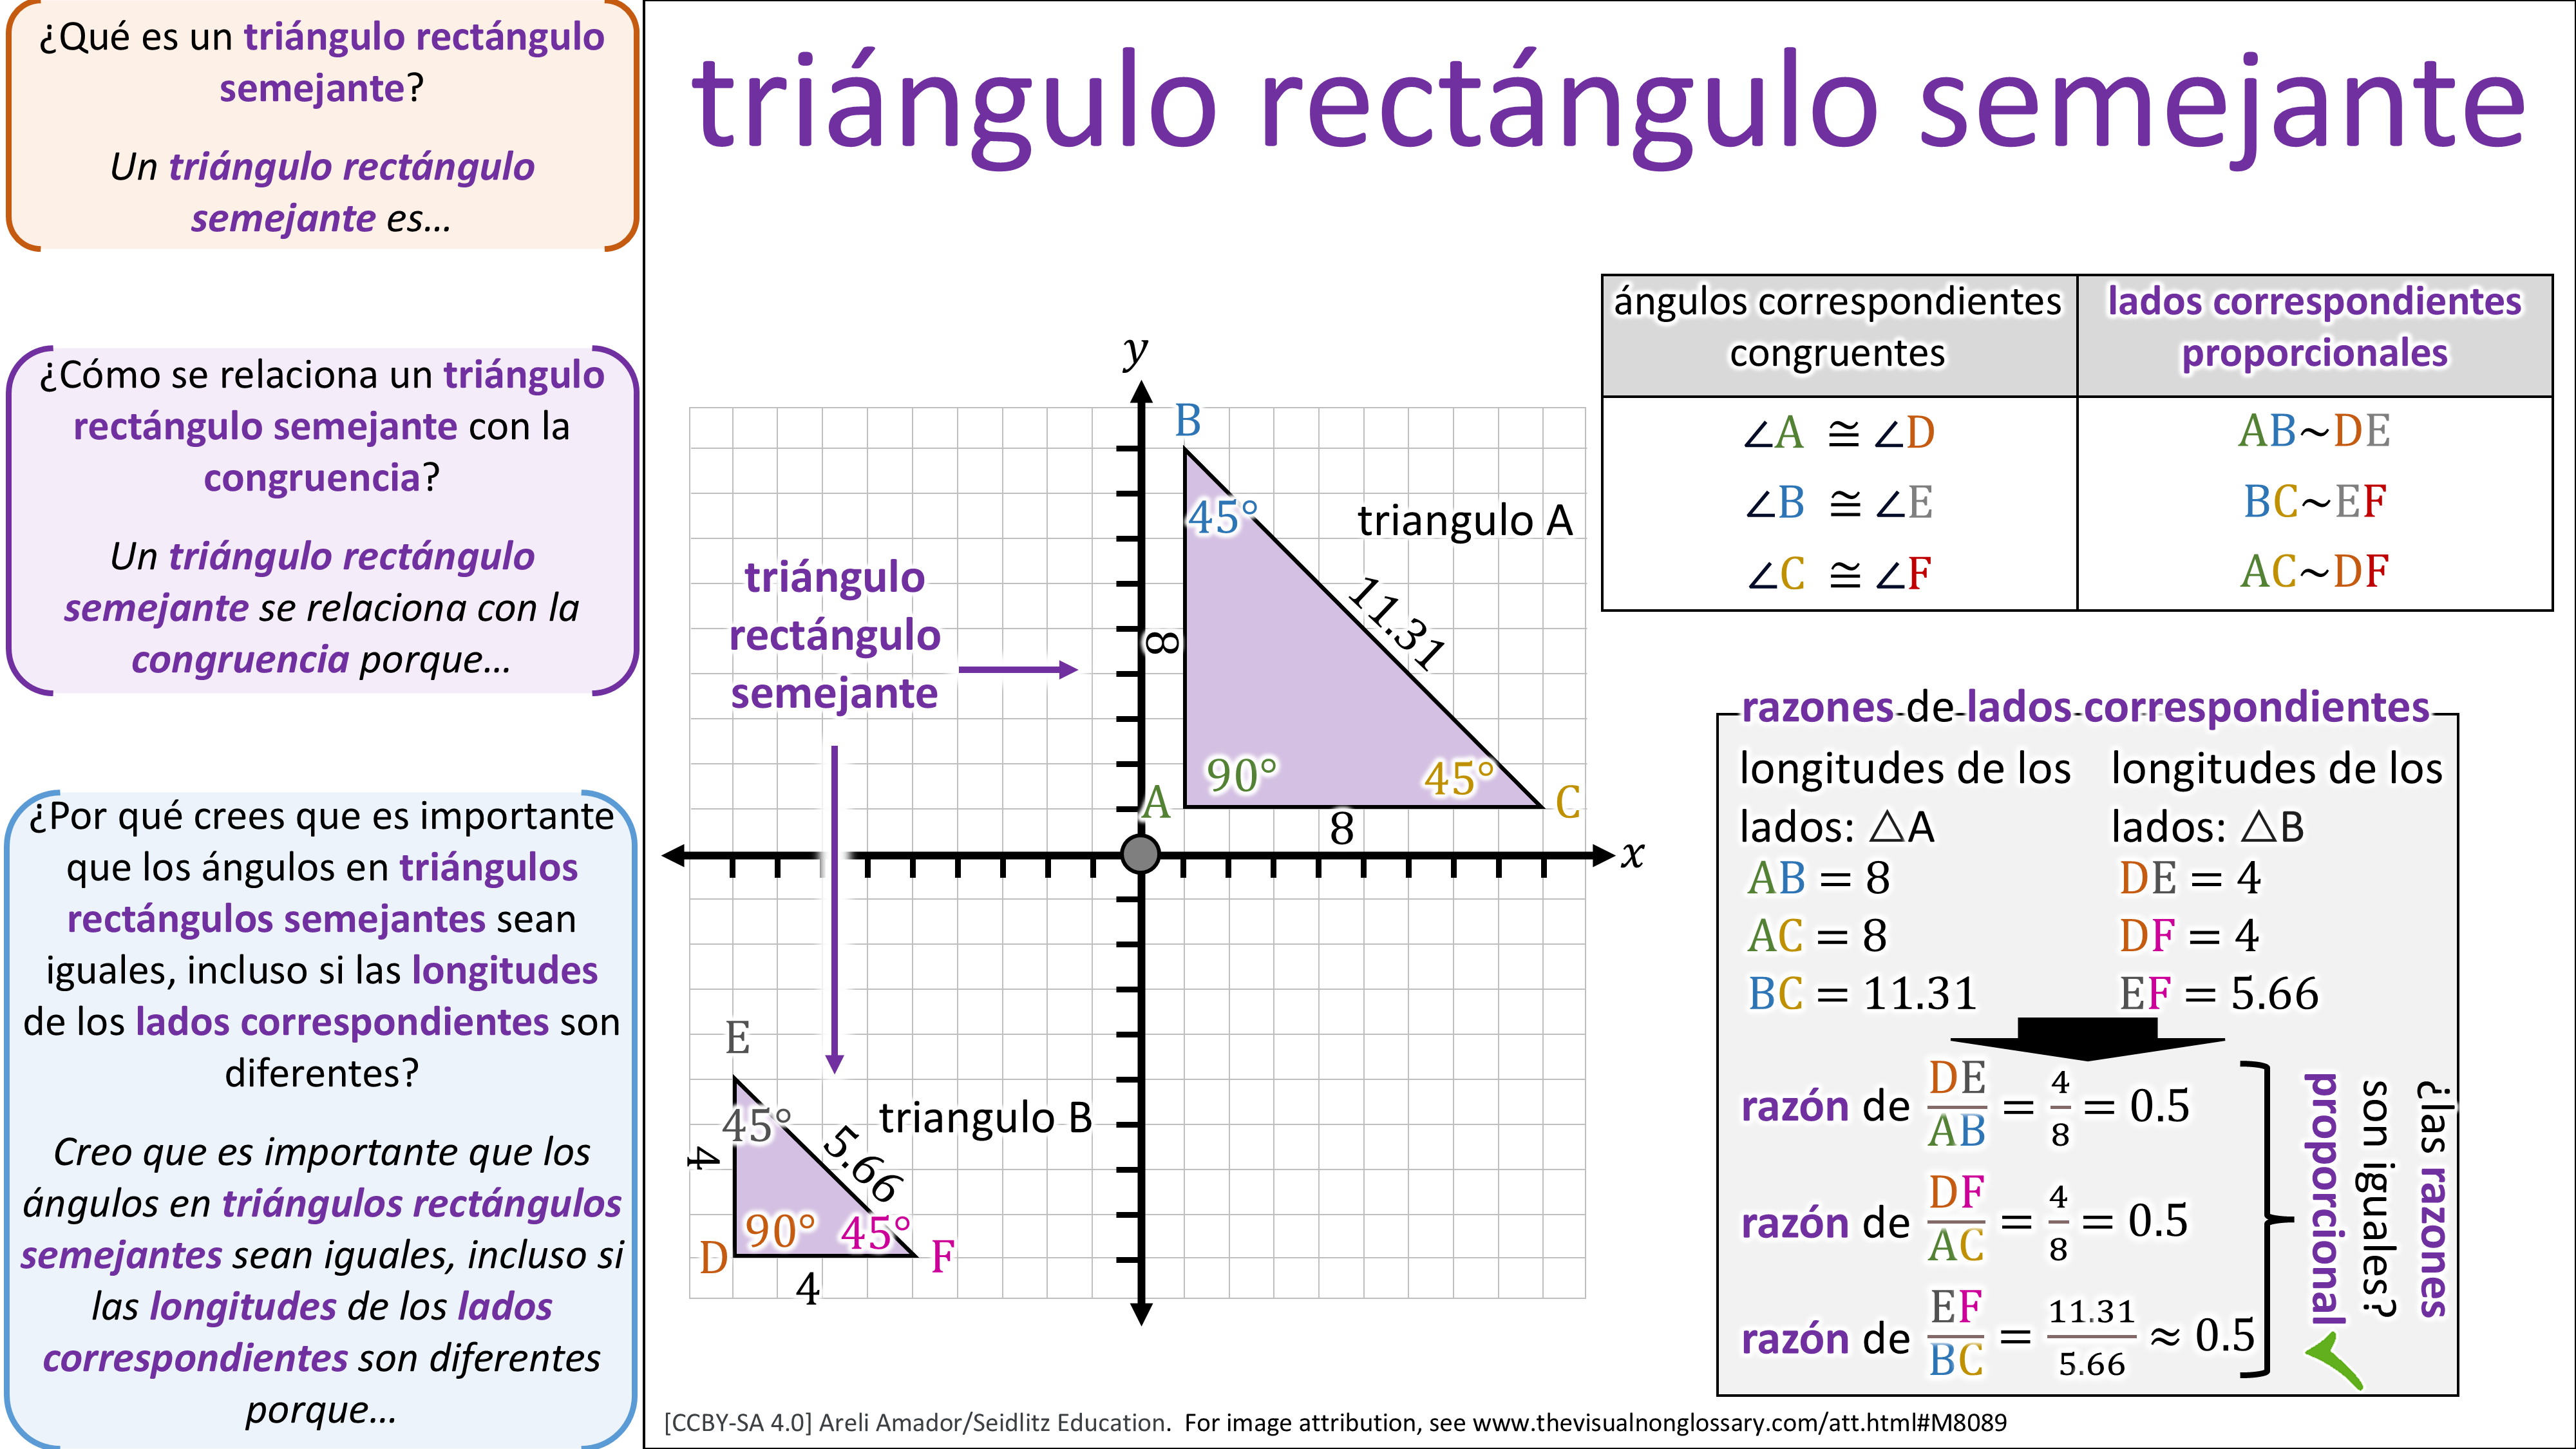 ¿Qué es un triángulo rectángulo
semejante?
Un triángulo rectángulo
semejante es...
¿Cómo se relaciona un triángulo
rectángulo semejante con la
congruencia?
Un triángulo rectángulo
semejante se relaciona con la
congruencia porque...
¿Por qué crees que es importante
que los ángulos en triángulos
rectángulos semejantes sean
iguales, incluso si las longitudes
de los lados correspondientes son
diferentes?
Creo que es importante que los
ángulos en triángulos rectángulos
semejantes sean iguales, incluso si
las longitudes de los lados
correspondientes son diferentes
porque...
triángulo rectángulo semejante
y
B
45°
triangulo A
triángulo
rectángulo
semejante
8
11.31
90°
45°
A
C
8
x
E
45°
triangulo B
4
5.66
90°
45°
D
F
4
ángulos correspondientes
congruentes
lados correspondientes
proporcionales
∠A ≅ ∠D
AB~DE
∠B ≅ ∠E
BC~EF
∠C ≅ ∠F
AC~DF
razones de lados correspondientes
longitudes de los
lados: △A
AB = 8
AC = 8
BC = 11.31
longitudes de los
lados: △B
DE = 4
DF = 4
EF = 5.66
razón de DE/AB = 4/8 = 0.5
razón de DF/AC = 4/8 = 0.5
razón de EF/BC = 11.31/5.66 ≈ 0.5
¿las razones
son iguales?
proporcional
[CCBY-SA 4.0] Areli Amador/Seidlitz Education. For image attribution, see www.thevisualnonglossary.com/att.html#M8089